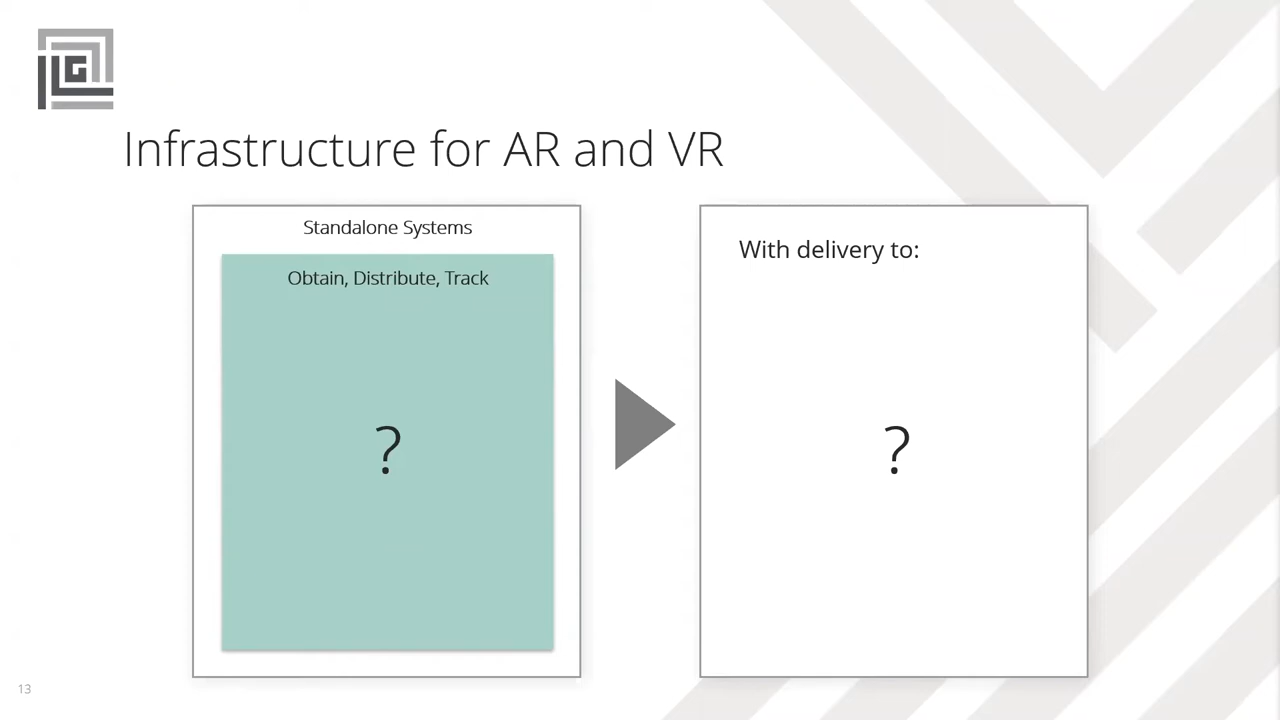 Infrastructure for AR and VR
Standalone Systems
Obtain, Distribute, Track
?
With delivery to:
?
13